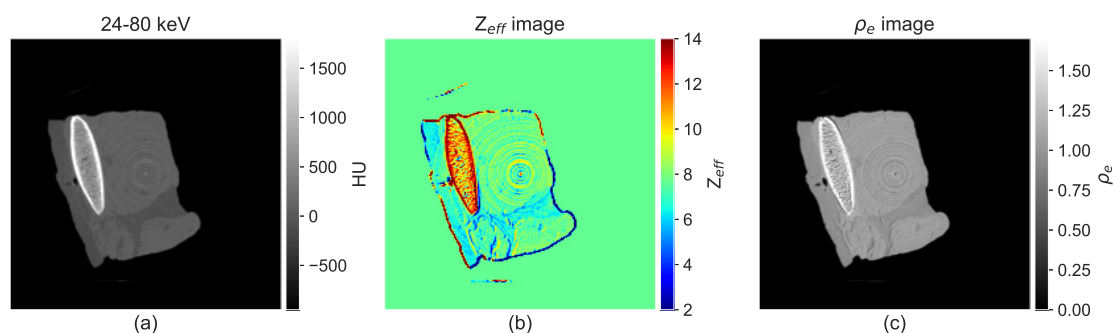 24-80 keV
1500
1000
500
0
−500
HU
(a)
Z_eff image
14
12
10
8
6
4
2
Z_eff
(b)
ρ_e image
1.50
1.25
1.00
0.75
0.50
0.25
0.00
ρ_e
(c)